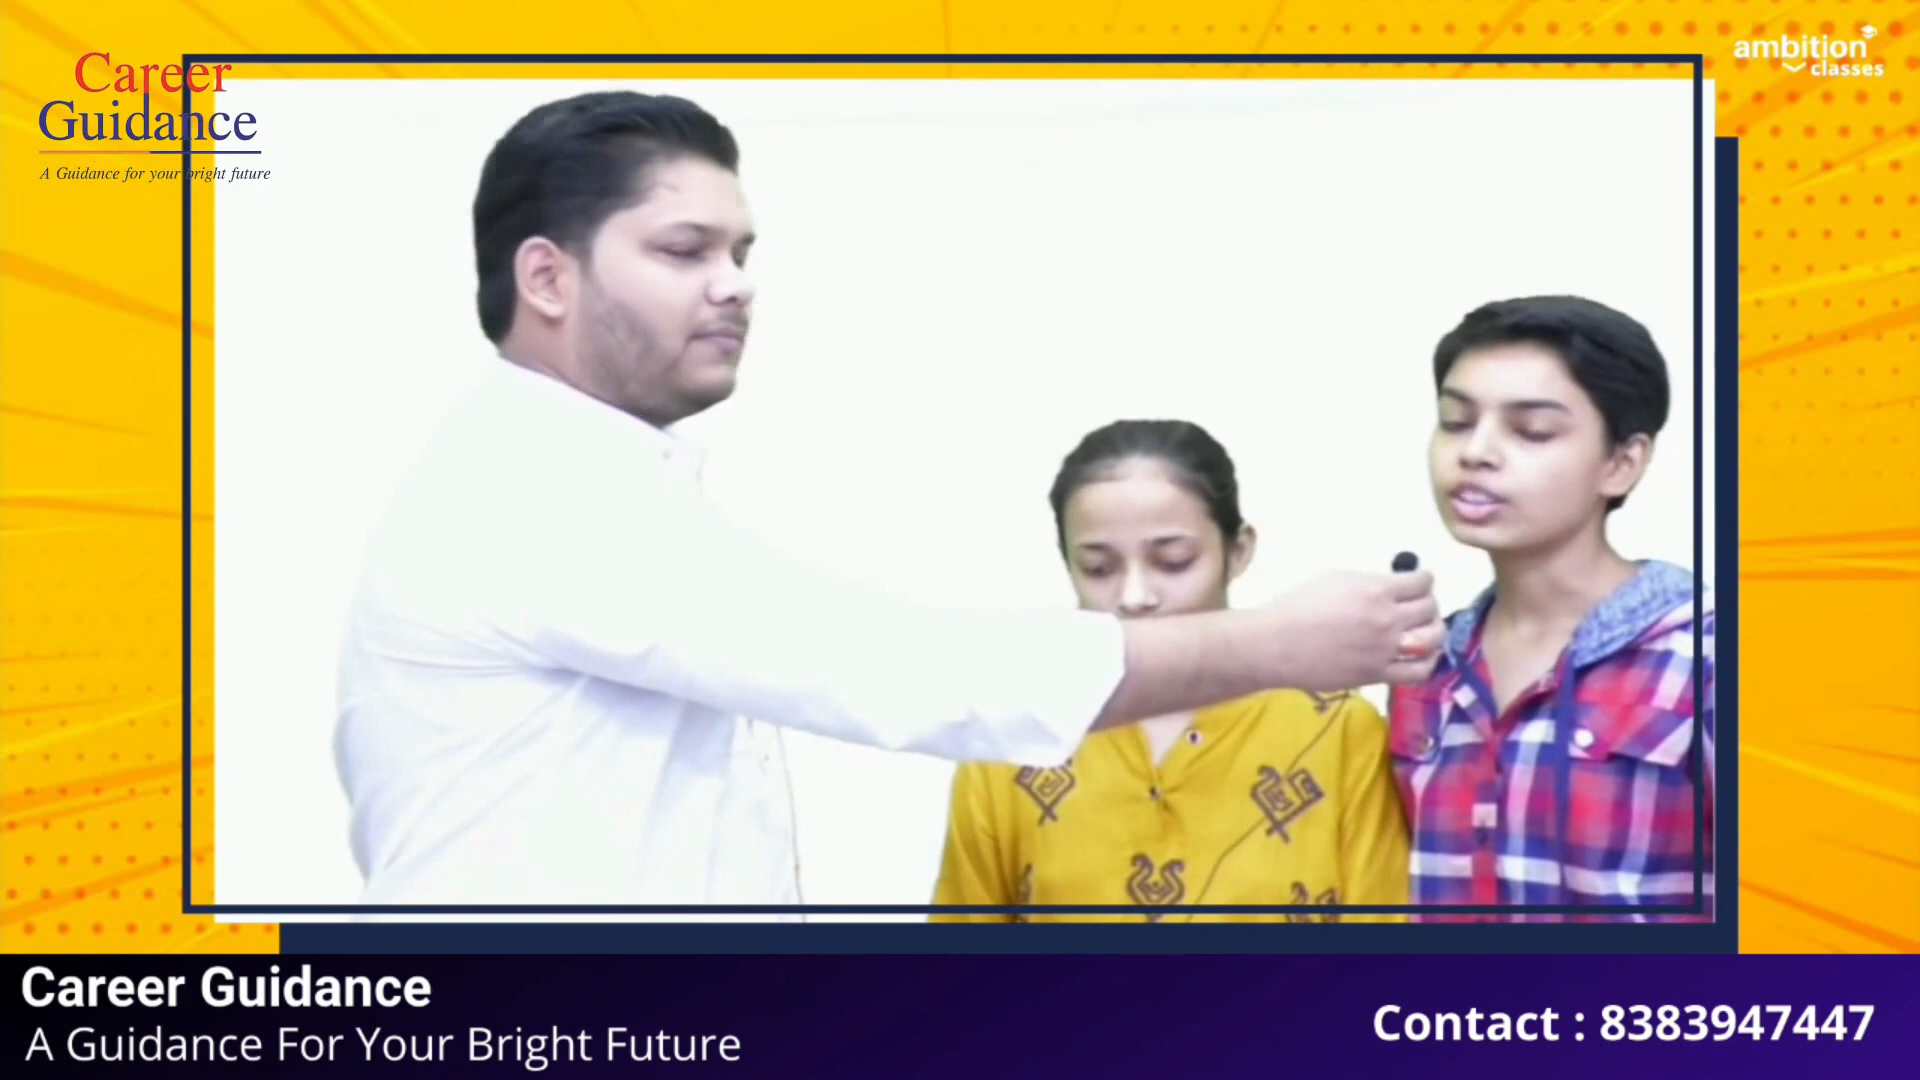 Career
Guidance
A Guidance for your bright future
ambition
classes
Career Guidance
A Guidance For Your Bright Future
Contact : 8383947447